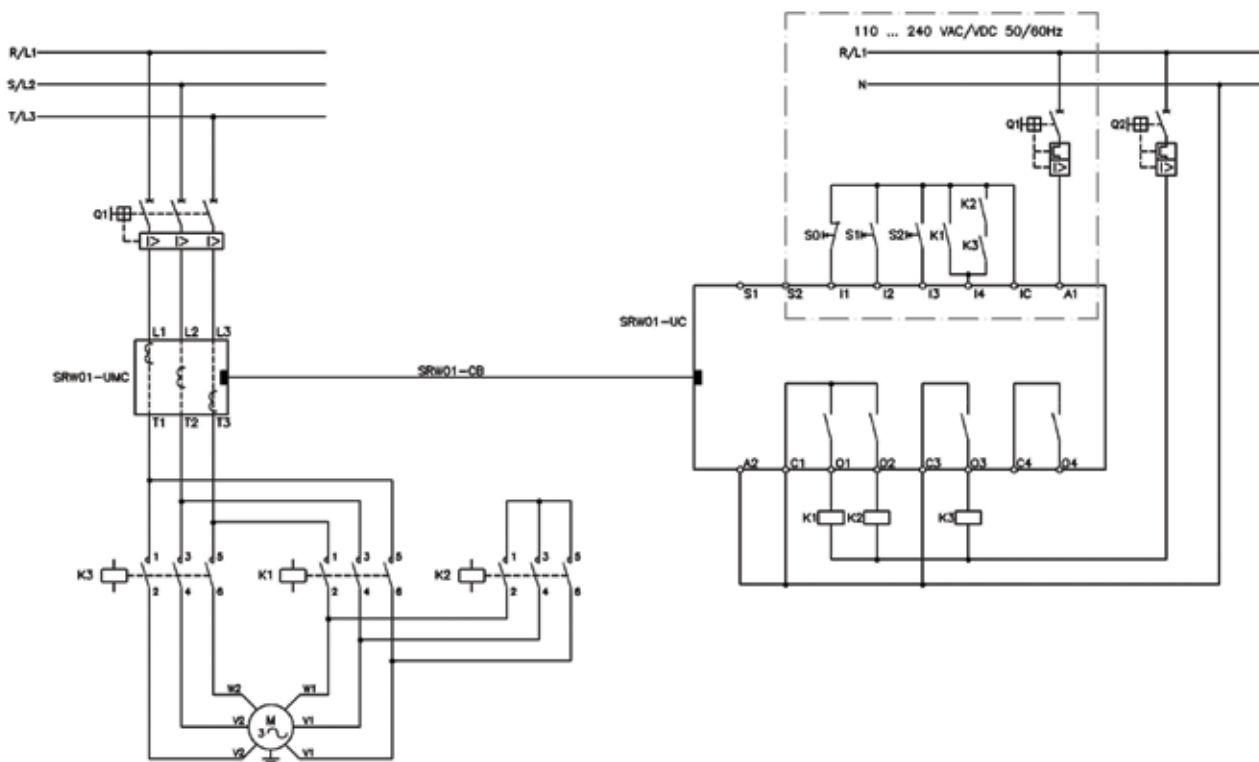 110 ... 240 VAC/VDC 50/60Hz
R/L1
S/L2
T/L3
R/L1
N
Q1
Q1
Q2
S0
S1
S2
K1
K2
K3
S1
S2
I1
I2
I3
I4
IC
A1
SRW01-UC
L1
L2
L3
SRW01-UMC
SRW01-CB
T1
T2
T3
A2
C1
O1
O2
C3
O3
C4
O4
K1
K2
K3
K3
1
3
5
2
4
6
K1
1
3
5
2
4
6
K2
1
3
5
2
4
6
W2
W1
V2
M
3
V1
V2
V1